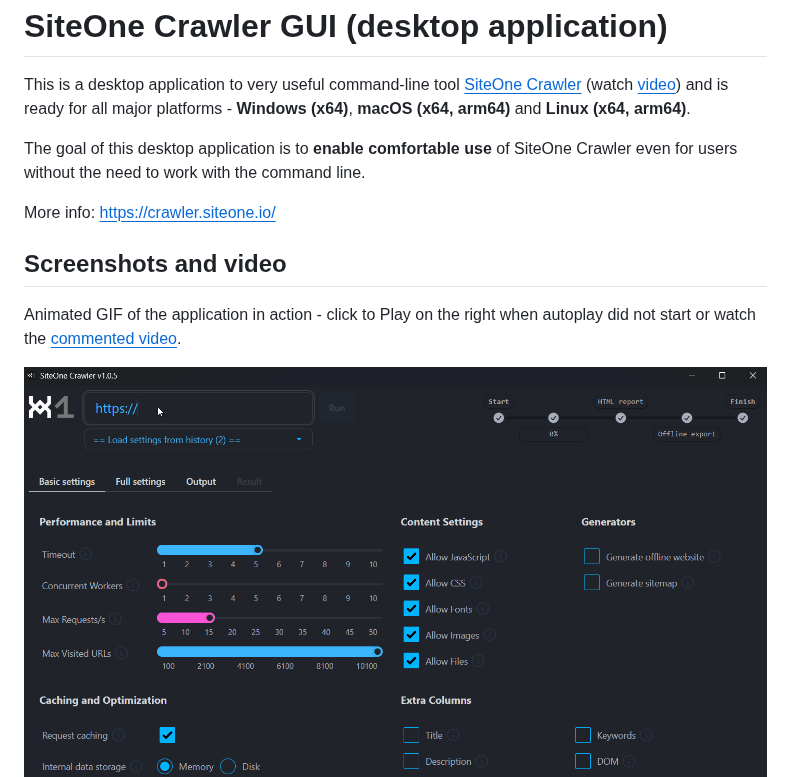 SiteOne Crawler GUI (desktop application)
This is a desktop application to very useful command-line tool SiteOne Crawler (watch video) and is
ready for all major platforms - Windows (x64), macOS (x64, arm64) and Linux (x64, arm64).
The goal of this desktop application is to enable comfortable use of SiteOne Crawler even for users
without the need to work with the command line.
More info: https://crawler.siteone.io/
Screenshots and video
Animated GIF of the application in action - click to Play on the right when autoplay did not start or watch
the commented video.
SiteOne Crawler v1.0.5
X1 https:// Run
Start HTML report Finish
0% Offline export
== Load settings from history (2) ==
Basic settings Full settings Output Result
Performance and Limits
Timeout
1 2 3 4 5 6 7 8 9 10
Concurrent Workers
1 2 3 4 5 6 7 8 9 10
Max Requests/s
5 10 15 20 25 30 35 40 45 50
Max Visited URLs
100 2100 4100 6100 8100 10100
Content Settings
Allow JavaScript
Allow CSS
Allow Fonts
Allow Images
Allow Files
Generators
Generate offline website
Generate sitemap
Caching and Optimization
Request caching
Internal data storage Memory Disk
Extra Columns
Title Keywords
Description DOM